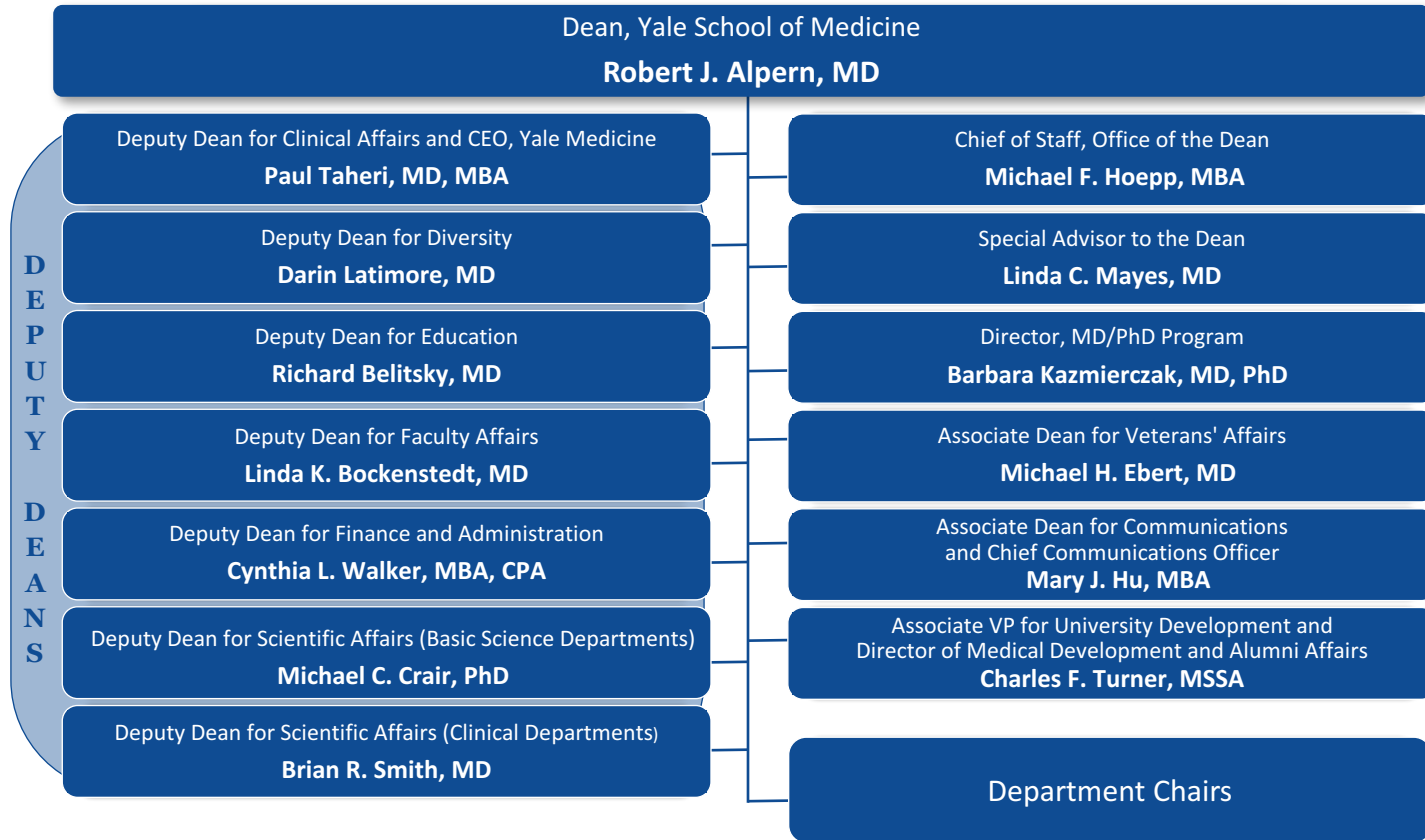 Dean, Yale School of Medicine
Robert J. Alpern, MD
DEPUTY DEANS
Deputy Dean for Clinical Affairs and CEO, Yale Medicine
Paul Taheri, MD, MBA
Deputy Dean for Diversity
Darin Latimore, MD
Deputy Dean for Education
Richard Belitsky, MD
Deputy Dean for Faculty Affairs
Linda K. Bockenstedt, MD
Deputy Dean for Finance and Administration
Cynthia L. Walker, MBA, CPA
Deputy Dean for Scientific Affairs (Basic Science Departments)
Michael C. Crair, PhD
Deputy Dean for Scientific Affairs (Clinical Departments)
Brian R. Smith, MD
Chief of Staff, Office of the Dean
Michael F. Hoepp, MBA
Special Advisor to the Dean
Linda C. Mayes, MD
Director, MD/PhD Program
Barbara Kazmierczak, MD, PhD
Associate Dean for Veterans' Affairs
Michael H. Ebert, MD
Associate Dean for Communications
and Chief Communications Officer
Mary J. Hu, MBA
Associate VP for University Development and
Director of Medical Development and Alumni Affairs
Charles F. Turner, MSSA
Department Chairs